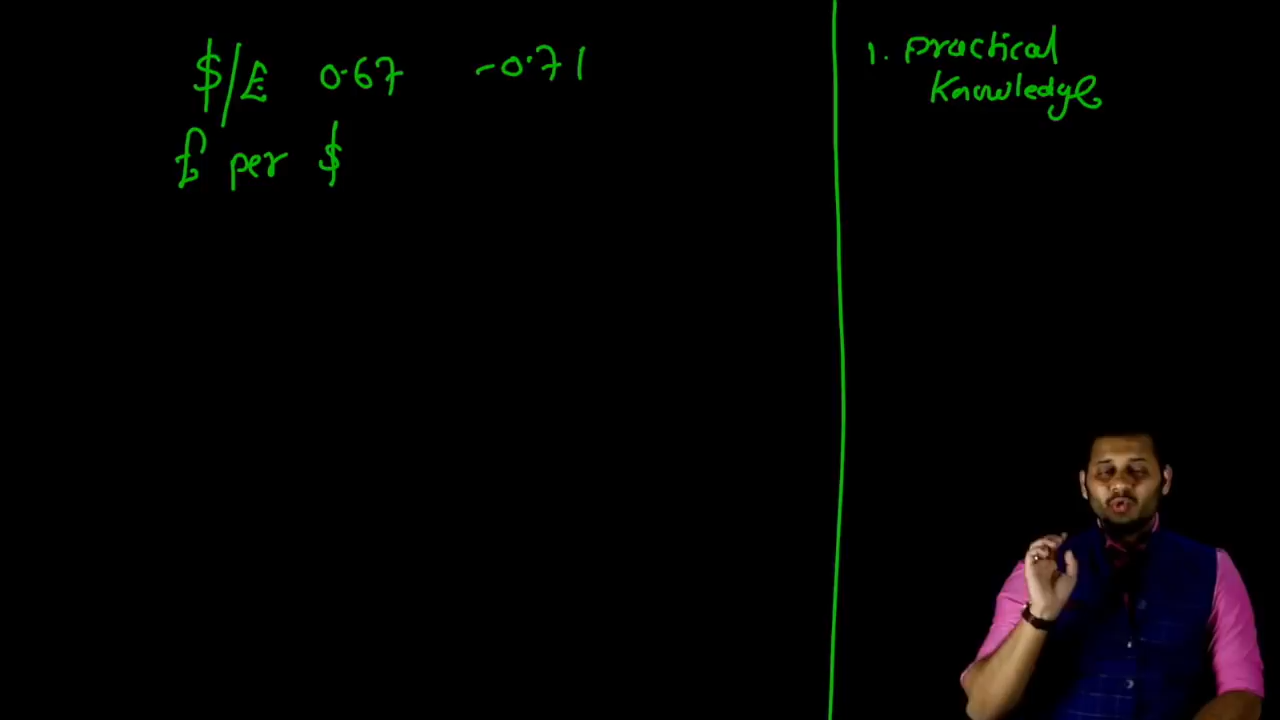 $/£ 0.67 -0.71
£ per $
1. Practical
Knowledge